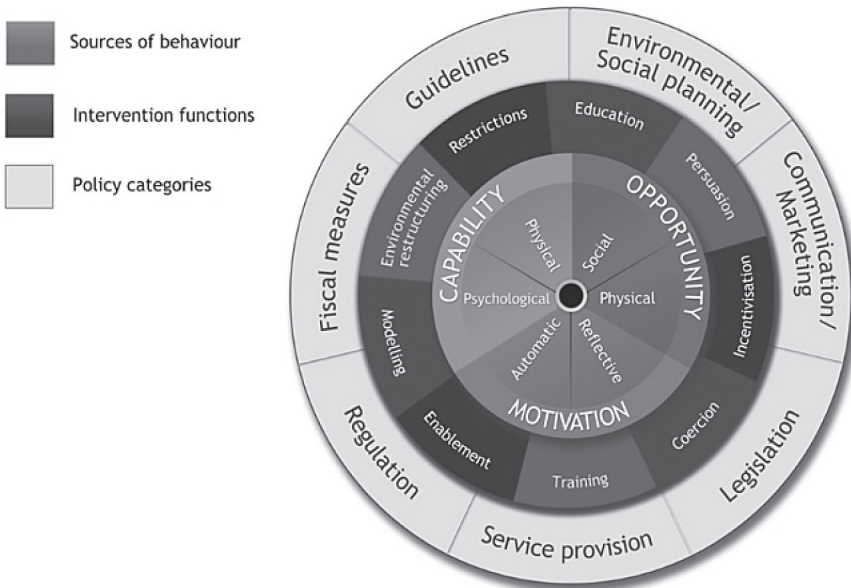 Sources of behaviour
Intervention functions
Policy categories
Guidelines
Environmental/
Social planning
Communication/
Marketing
Legislation
Service provision
Regulation
Fiscal measures
Restrictions
Education
Persuasion
Incentivisation
Coercion
Training
Enablement
Modelling
Environmental
restructuring
CAPABILITY
OPPORTUNITY
MOTIVATION
Physical
Social
Physical
Reflective
Automatic
Psychological